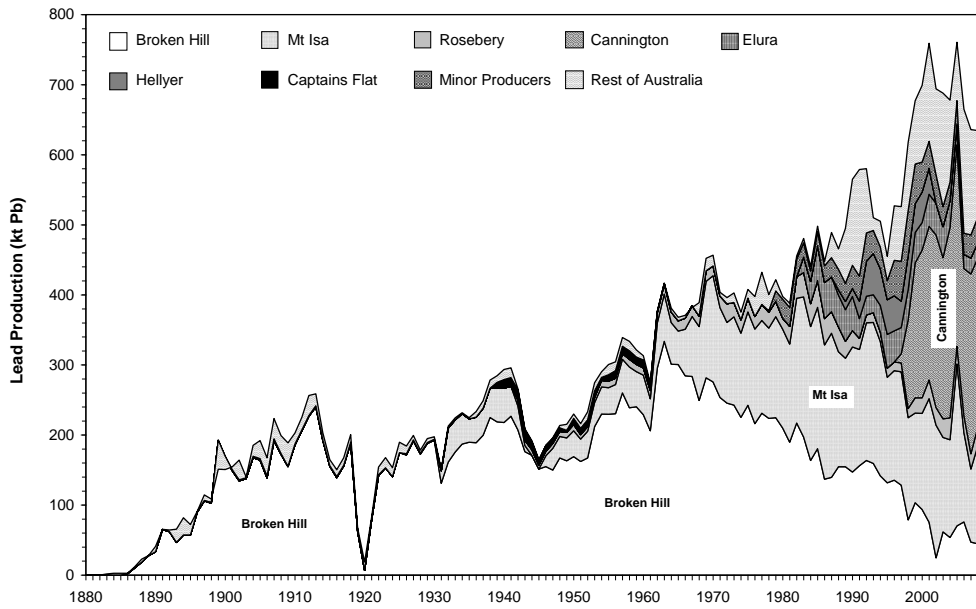 800
700
600
500
400
300
200
100
0
Lead Production (kt Pb)
Broken Hill Mt Isa Rosebery Cannington Elura
Hellyer Captains Flat Minor Producers Rest of Australia
Cannington
Mt Isa
Broken Hill
Broken Hill
1880 1890 1900 1910 1920 1930 1940 1950 1960 1970 1980 1990 2000